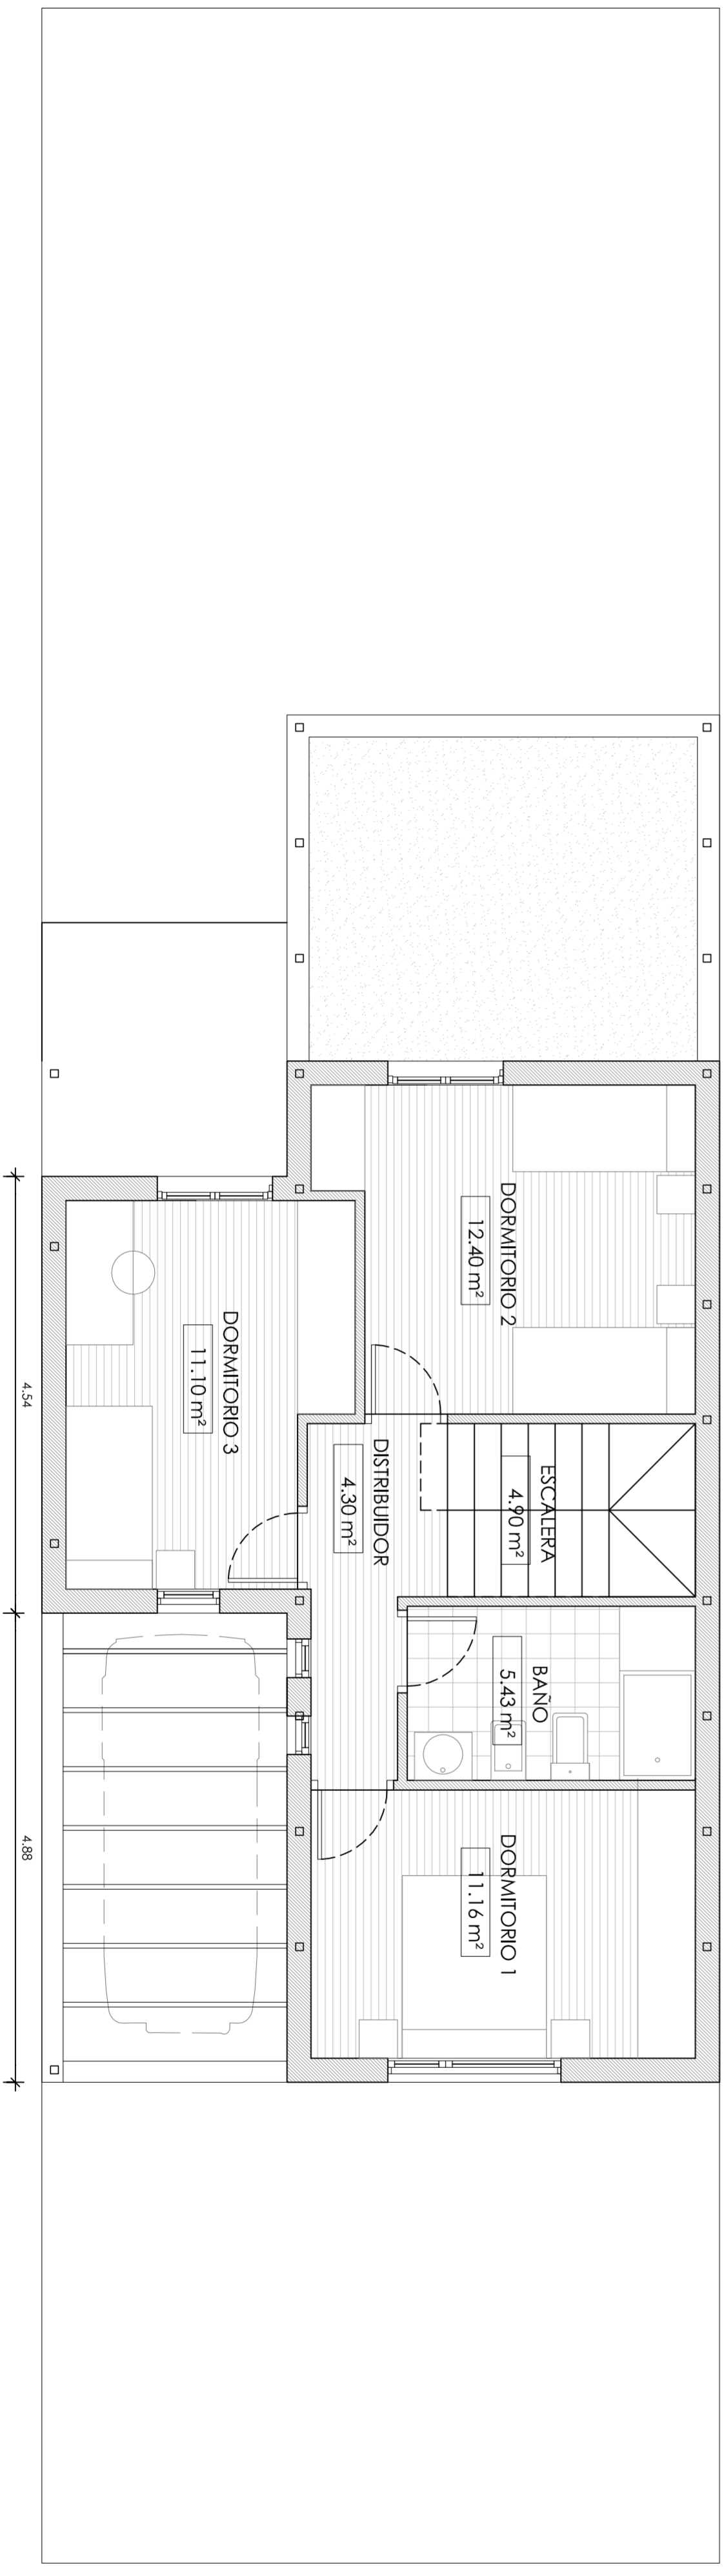 DORMITORIO 2
12.40 m²
DORMITORIO 3
11.10 m²
4.54
DISTRIBUIDOR
4.30 m²
ESCALERA
4.90 m²
BAÑO
5.43 m²
DORMITORIO 1
11.16 m²
4.88